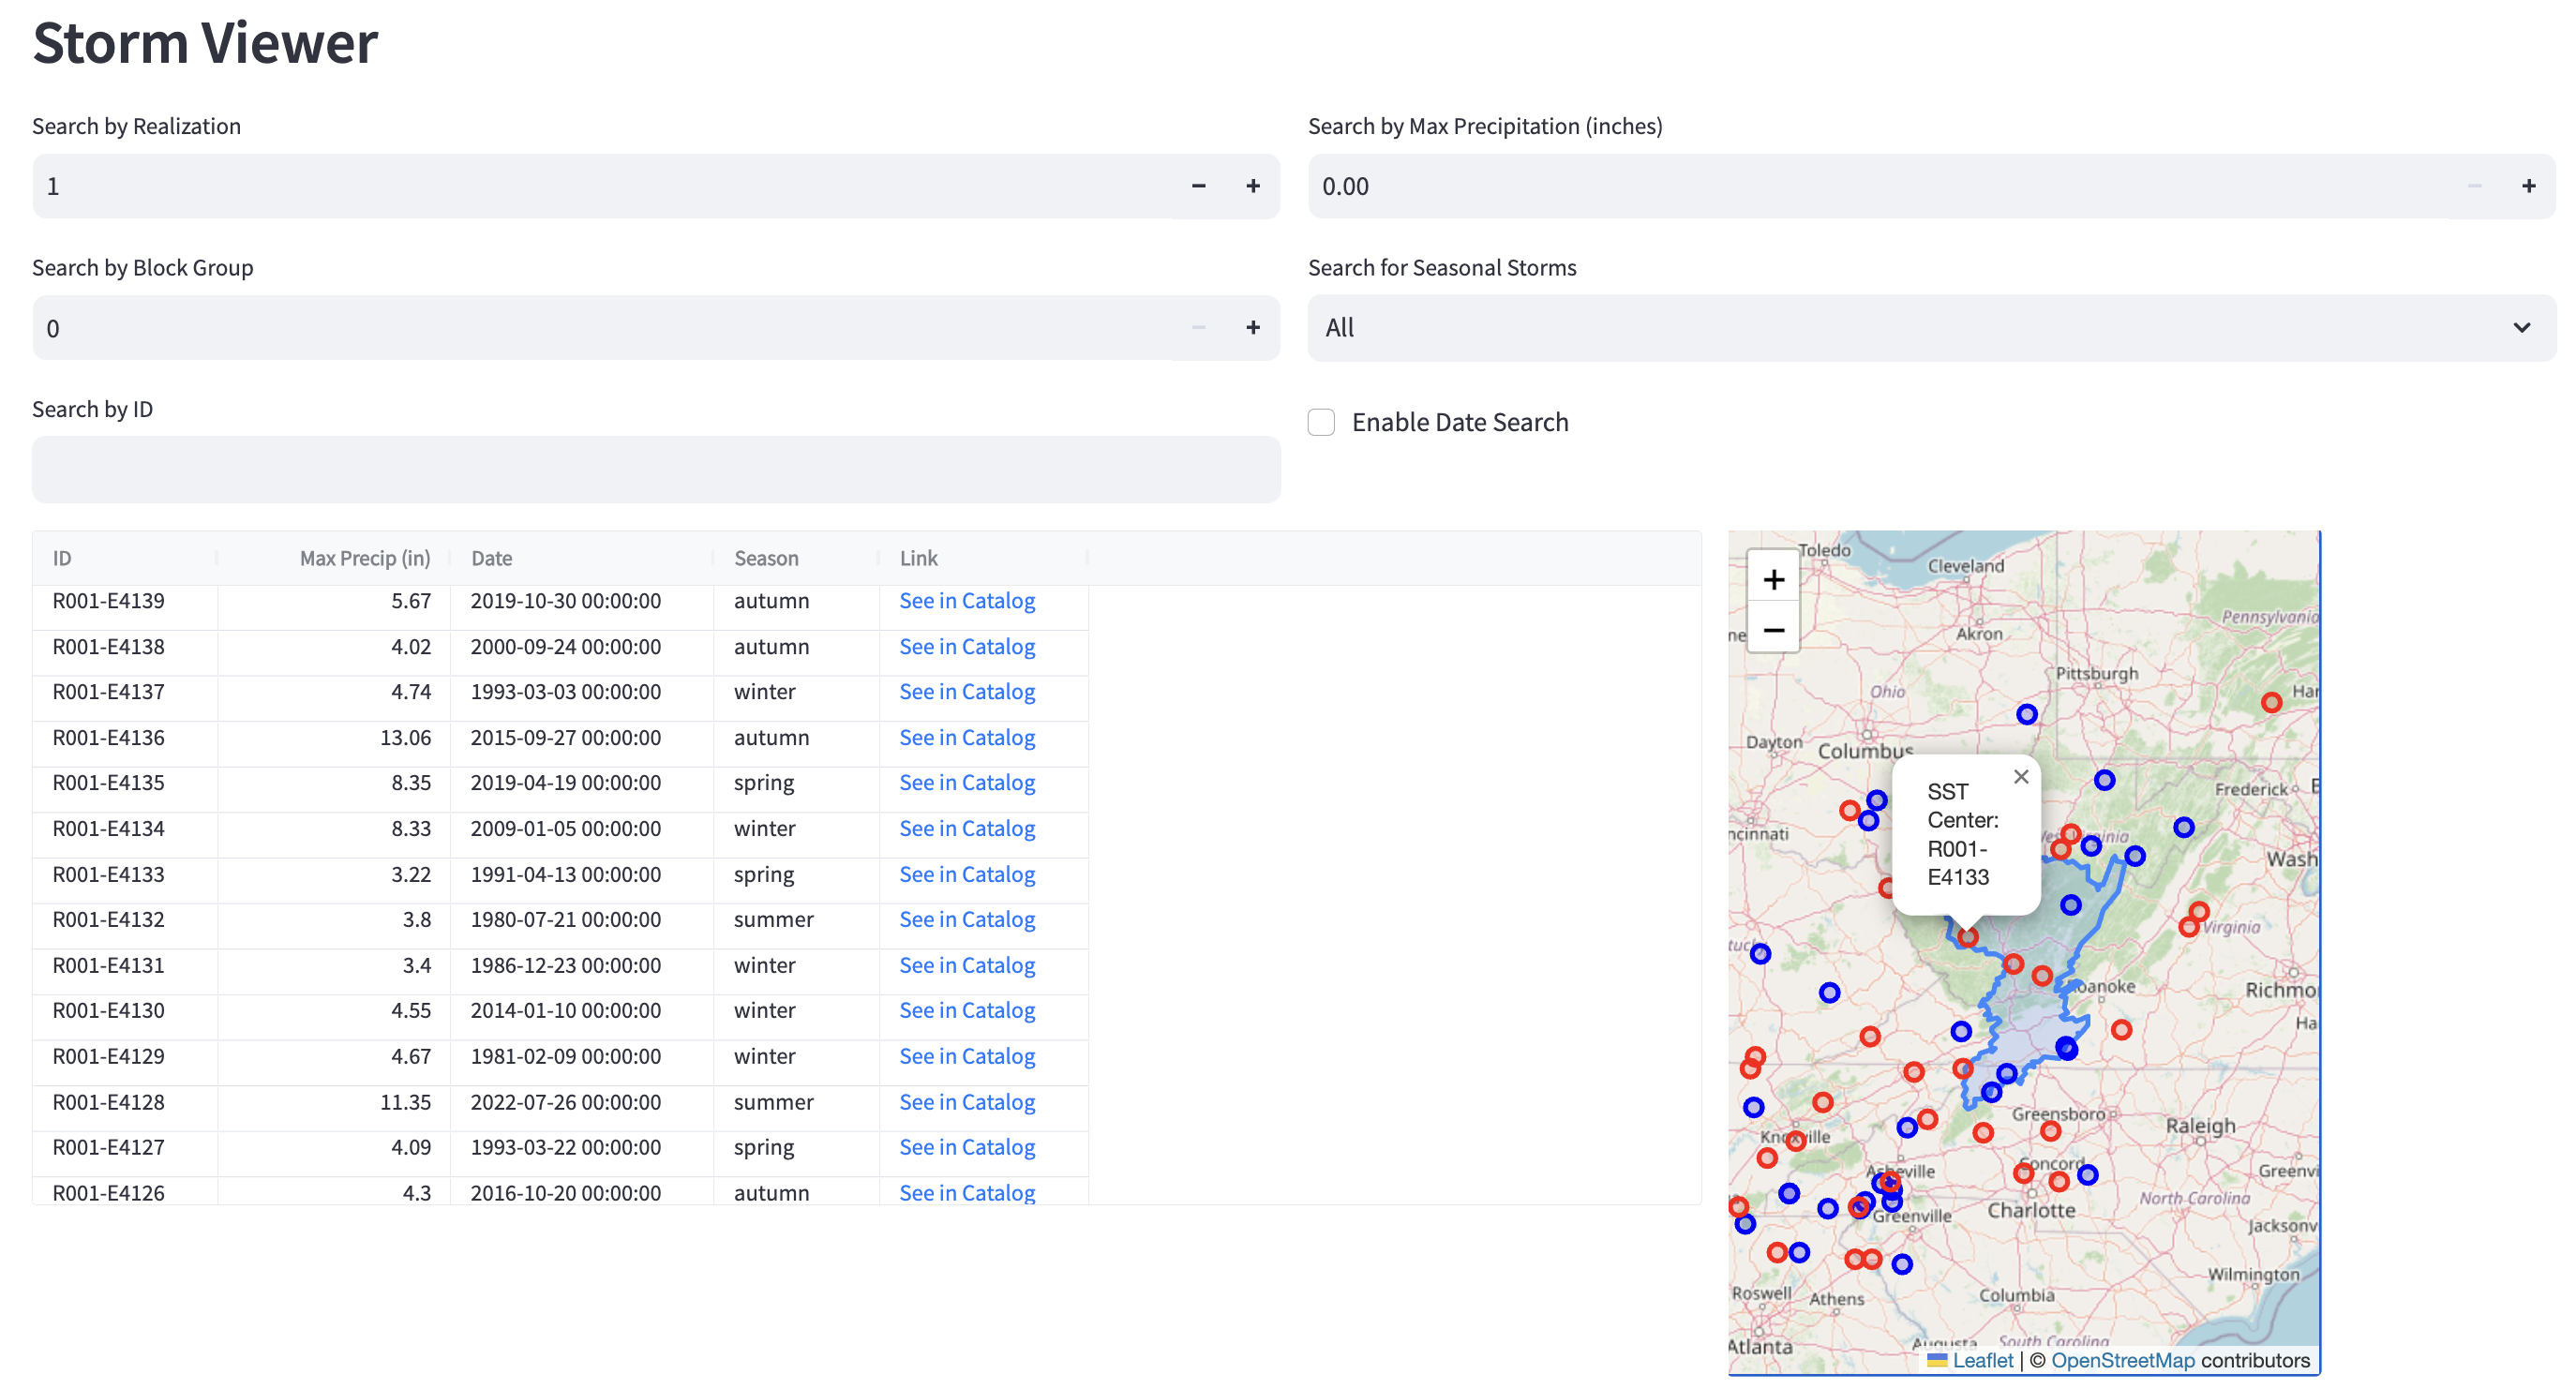 Storm Viewer
Search by Realization
1
Search by Max Precipitation (inches)
0.00
Search by Block Group
0
Search for Seasonal Storms
All
Search by ID
Enable Date Search
ID Max Precip (in) Date Season Link
R001-E4139 5.67 2019-10-30 00:00:00 autumn See in Catalog
R001-E4138 4.02 2000-09-24 00:00:00 autumn See in Catalog
R001-E4137 4.74 1993-03-03 00:00:00 winter See in Catalog
R001-E4136 13.06 2015-09-27 00:00:00 autumn See in Catalog
R001-E4135 8.35 2019-04-19 00:00:00 spring See in Catalog
R001-E4134 8.33 2009-01-05 00:00:00 winter See in Catalog
R001-E4133 3.22 1991-04-13 00:00:00 spring See in Catalog
R001-E4132 3.8 1980-07-21 00:00:00 summer See in Catalog
R001-E4131 3.4 1986-12-23 00:00:00 winter See in Catalog
R001-E4130 4.55 2014-01-10 00:00:00 winter See in Catalog
R001-E4129 4.67 1981-02-09 00:00:00 winter See in Catalog
R001-E4128 11.35 2022-07-26 00:00:00 summer See in Catalog
R001-E4127 4.09 1993-03-22 00:00:00 spring See in Catalog
R001-E4126 4.3 2016-10-20 00:00:00 autumn See in Catalog
Toledo
Cleveland
Pennsylvania
Akron
Pittsburgh
Ohio
Har
Dayton
Columbus
SST
Center:
R001-
E4133
Frederick
ncinnati
Wash
Virginia
tuc
oanoke
Richmo
Ha
Greensboro
Raleigh
Knoxville
Concord
Asheville
Greenvi
North Carolina
Charlotte
Greenville
Jacksonv
Wilmington
Roswell
Athens
Columbia
Atlanta
Augusta
South Carolina
Leaflet | © OpenStreetMap contributors